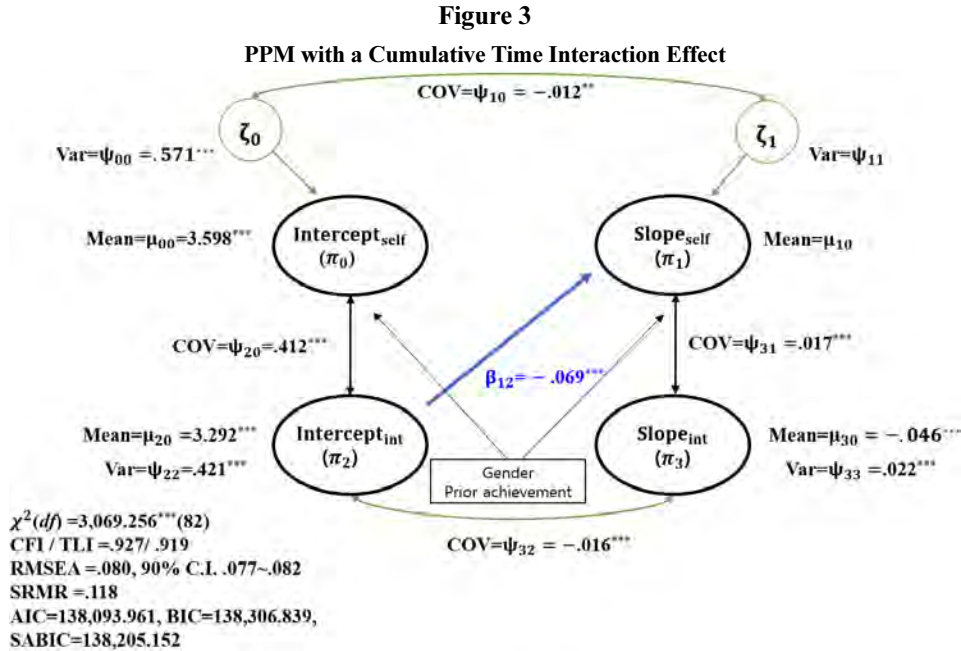 Figure 3
PPM with a Cumulative Time Interaction Effect
COV=ψ₁₀ = −.012**
ζ₀
ζ₁
Var=ψ₀₀ =.571***
Var=ψ₁₁
Mean=μ₀₀=3.598***
Intercept_self
(π₀)
Slope_self
(π₁)
Mean=μ₁₀
COV=ψ₂₀ =.412***
COV=ψ₃₁ =.017***
β₁₂= − .069***
Mean=μ₂₀ =3.292***
Var=ψ₂₂=.421***
Intercept_int
(π₂)
Slope_int
(π₃)
Mean=μ₃₀ = −.046***
Var=ψ₃₃ =.022***
Gender
Prior achievement
COV=ψ₃₂ = −.016***
χ²(df) =3,069.256***(82)
CFI / TLI =.927/ .919
RMSEA =.080, 90% C.I. .077~.082
SRMR =.118
AIC=138,093.961, BIC=138,306.839,
SABIC=138,205.152